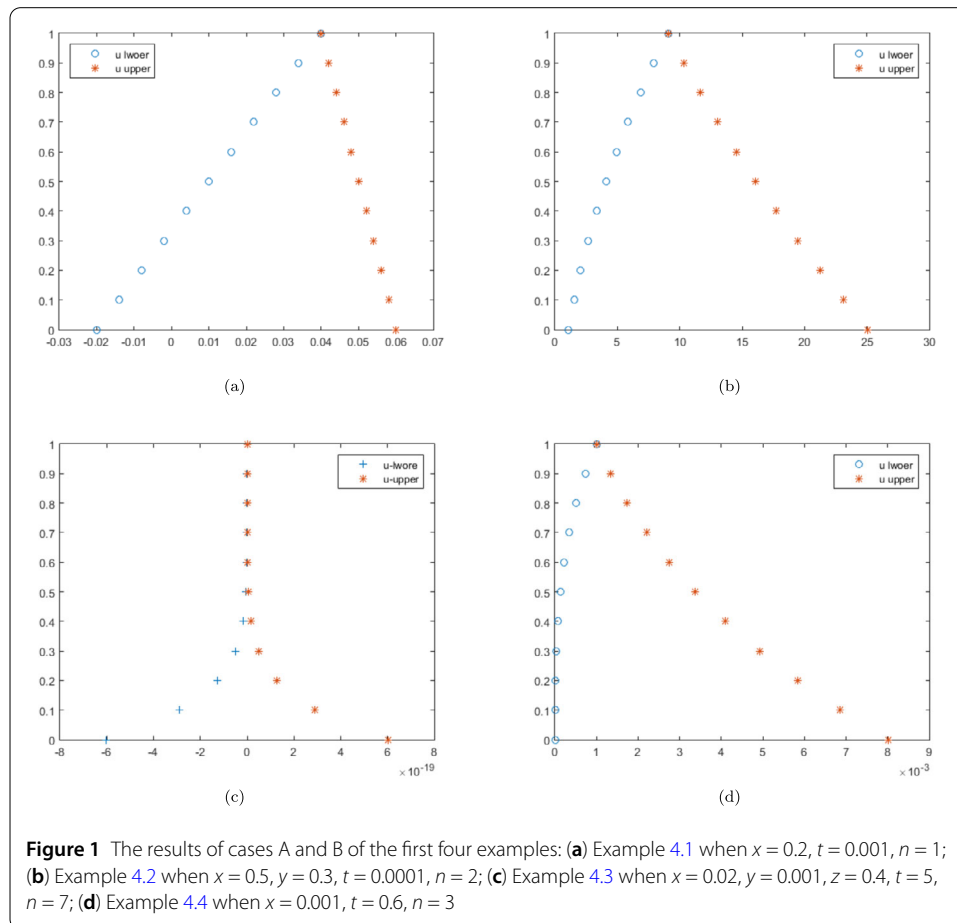 1
0.9
0.8
0.7
0.6
0.5
0.4
0.3
0.2
0.1
0
-0.03 -0.02 -0.01 0 0.01 0.02 0.03 0.04 0.05 0.06 0.07
u lwoer
u upper
(a)
1
0.9
0.8
0.7
0.6
0.5
0.4
0.3
0.2
0.1
0
0 5 10 15 20 25 30
u lwoer
u upper
(b)
1
0.9
0.8
0.7
0.6
0.5
0.4
0.3
0.2
0.1
0
-8 -6 -4 -2 0 2 4 6 8
×10^-19
u-lwore
u-upper
(c)
1
0.9
0.8
0.7
0.6
0.5
0.4
0.3
0.2
0.1
0
0 1 2 3 4 5 6 7 8 9
×10^-3
u lwoer
u upper
(d)
Figure 1 The results of cases A and B of the first four examples: (a) Example 4.1 when x = 0.2, t = 0.001, n = 1;
(b) Example 4.2 when x = 0.5, y = 0.3, t = 0.0001, n = 2; (c) Example 4.3 when x = 0.02, y = 0.001, z = 0.4, t = 5,
n = 7; (d) Example 4.4 when x = 0.001, t = 0.6, n = 3